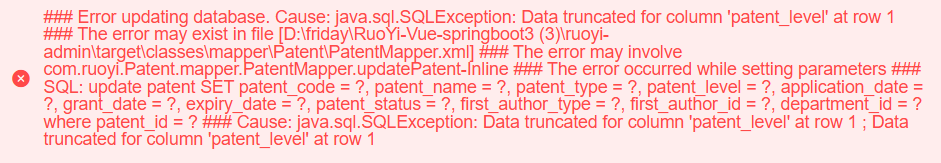 ### Error updating database. Cause: java.sql.SQLException: Data truncated for column 'patent_level' at row 1
### The error may exist in file [D:\friday\RuoYi-Vue-springboot3 (3)\ruoyi-
admin\target\classes\mapper\Patent\PatentMapper.xml] ### The error may involve
com.ruoyi.Patent.mapper.PatentMapper.updatePatent-Inline ### The error occurred while setting parameters ###
SQL: update patent SET patent_code = ?, patent_name = ?, patent_type = ?, patent_level = ?, application_date =
?, grant_date = ?, expiry_date = ?, patent_status = ?, first_author_type = ?, first_author_id = ?, department_id = ?
where patent_id = ? ### Cause: java.sql.SQLException: Data truncated for column 'patent_level' at row 1 ; Data
truncated for column 'patent_level' at row 1